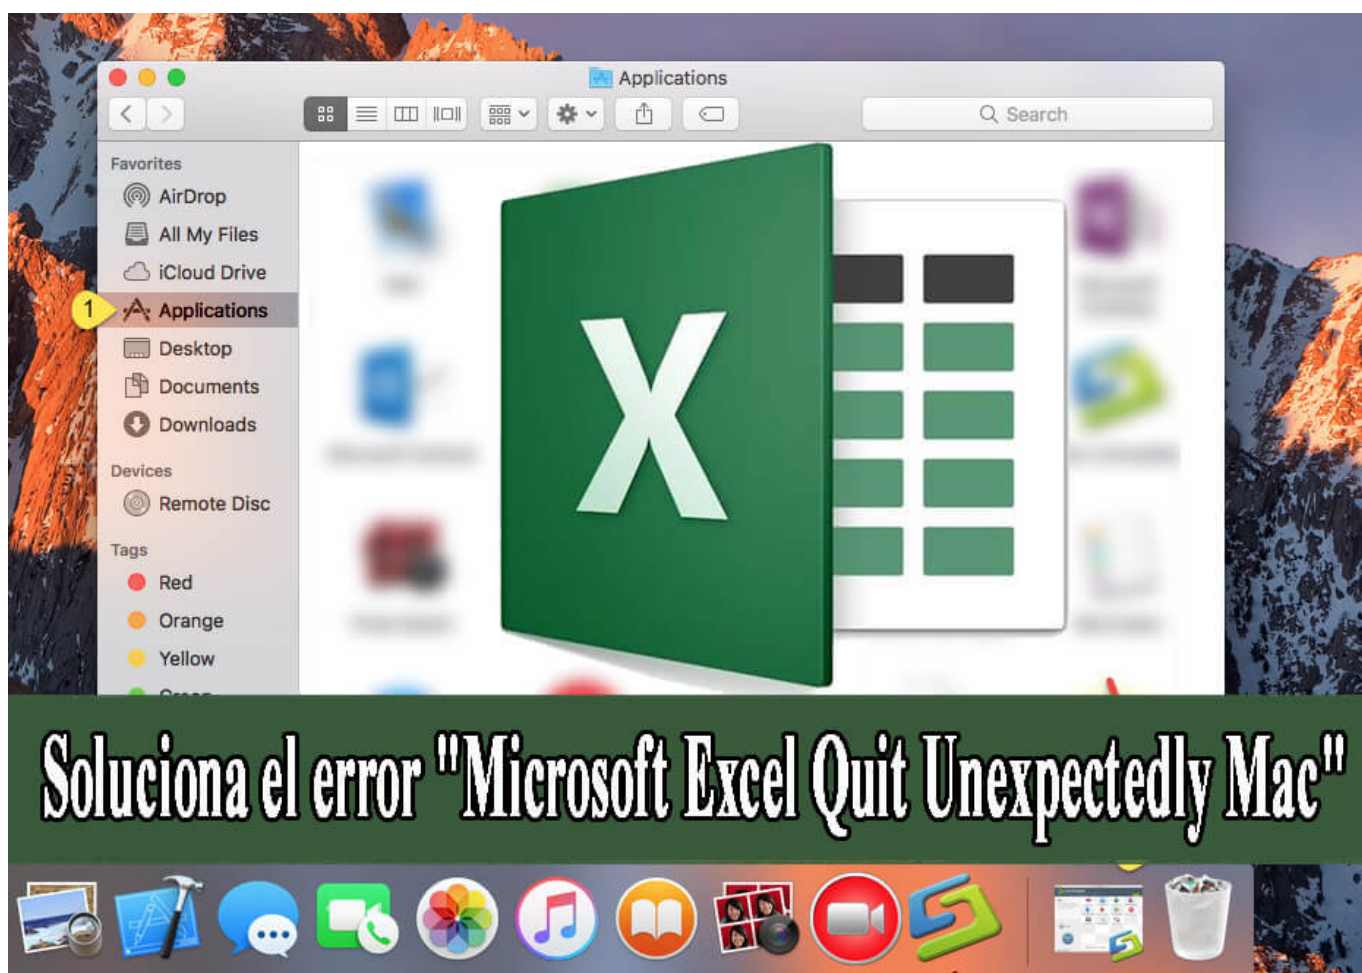 Applications
Search
Favorites
AirDrop
All My Files
iCloud Drive
1
Applications
Desktop
Documents
Downloads
Devices
Remote Disc
Tags
Red
Orange
Yellow
X
Soluciona el error "Microsoft Excel Quit Unexpectedly Mac"